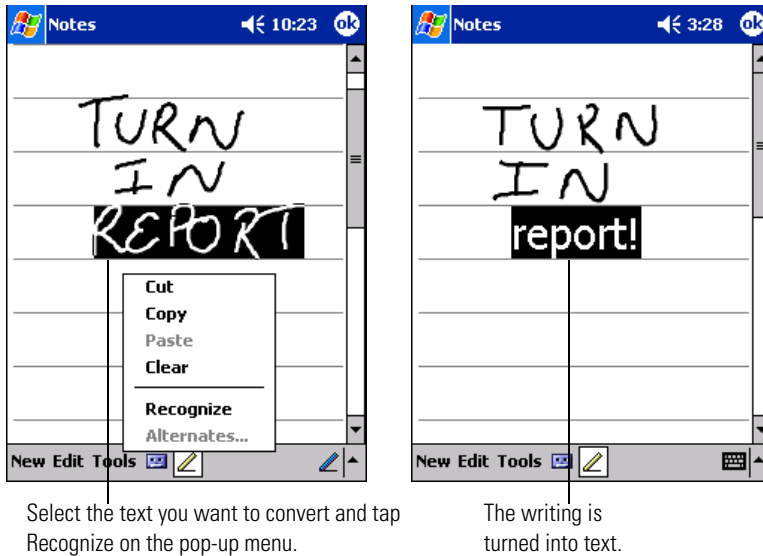 Notes 10:23 ok
TURN
IN
REPORT
Cut
Copy
Paste
Clear
Recognize
Alternates...
New Edit Tools
Select the text you want to convert and tap
Recognize on the pop-up menu.
Notes 3:28 ok
TURN
IN
report!
New Edit Tools
The writing is
turned into text.